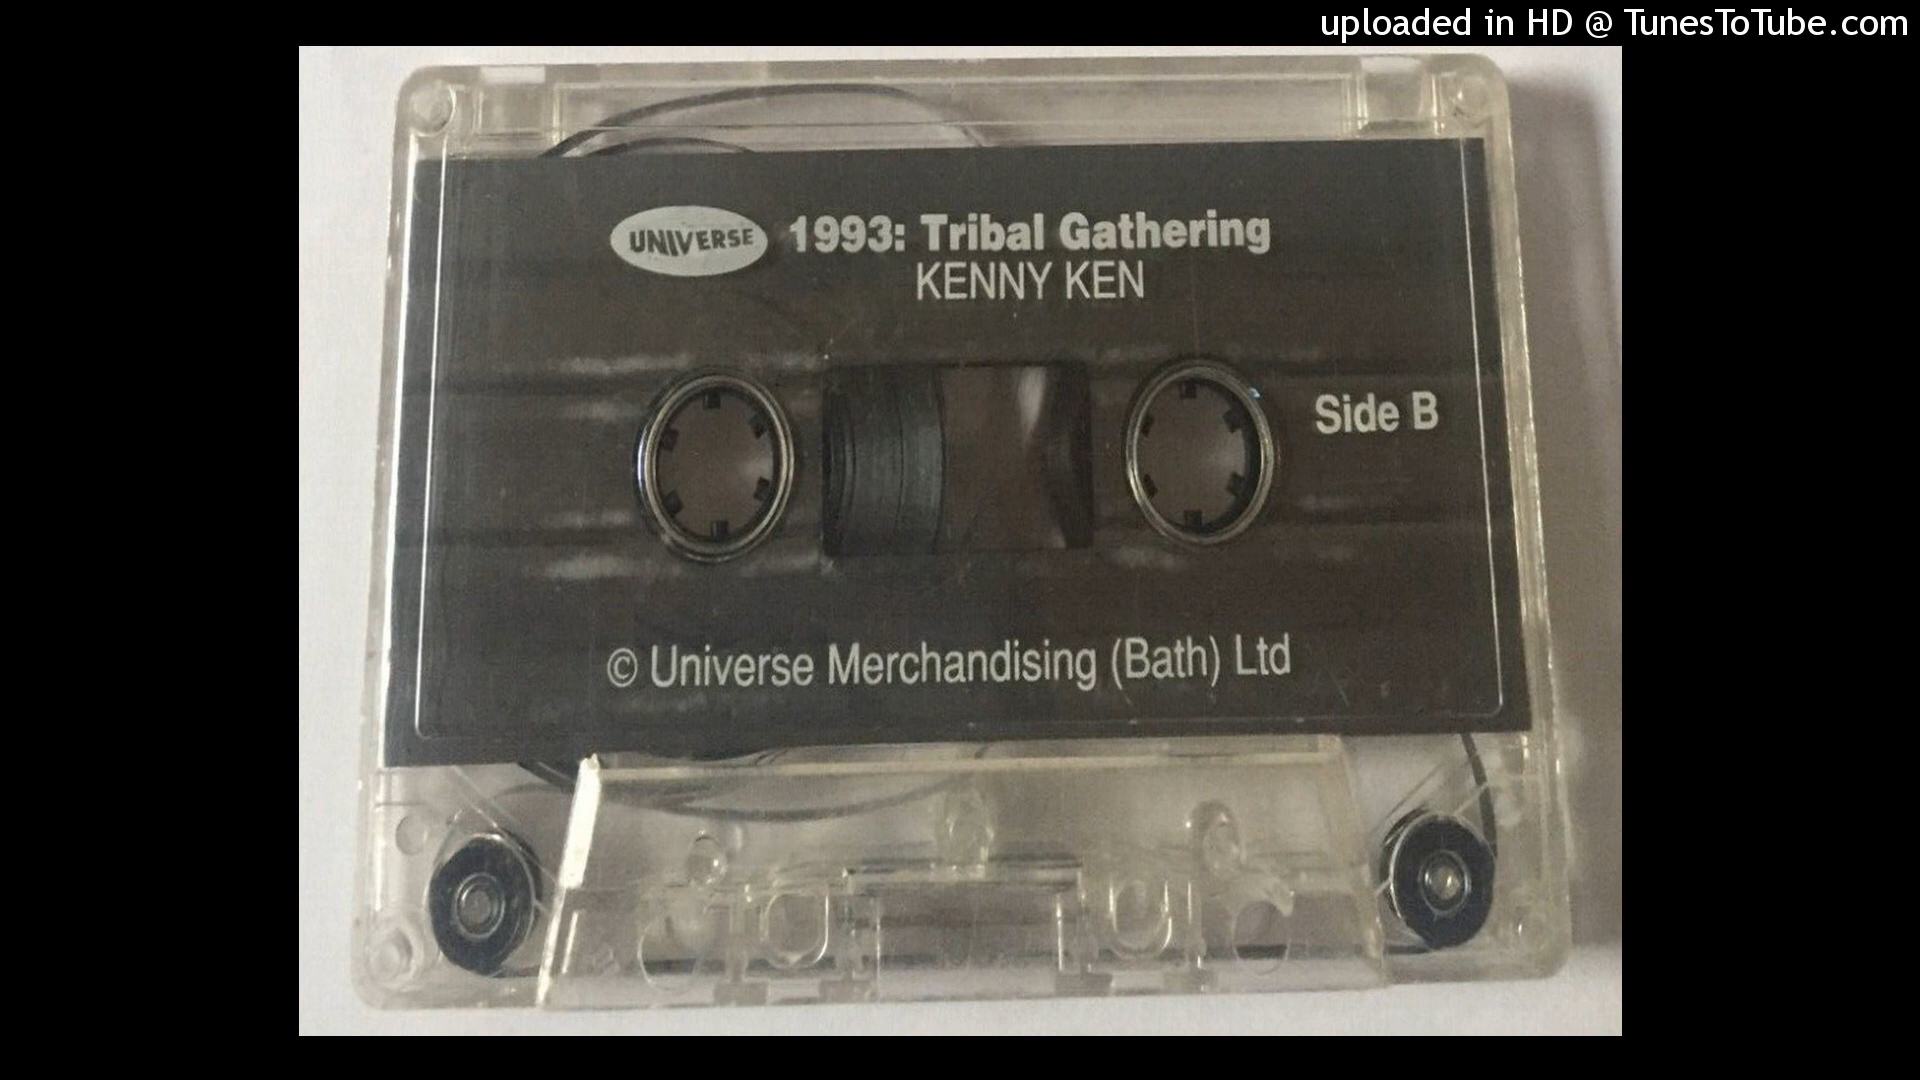 uploaded in HD @ TunesToTube.com
UNIVERSE 1993: Tribal Gathering
KENNY KEN
Side B
© Universe Merchandising (Bath) Ltd